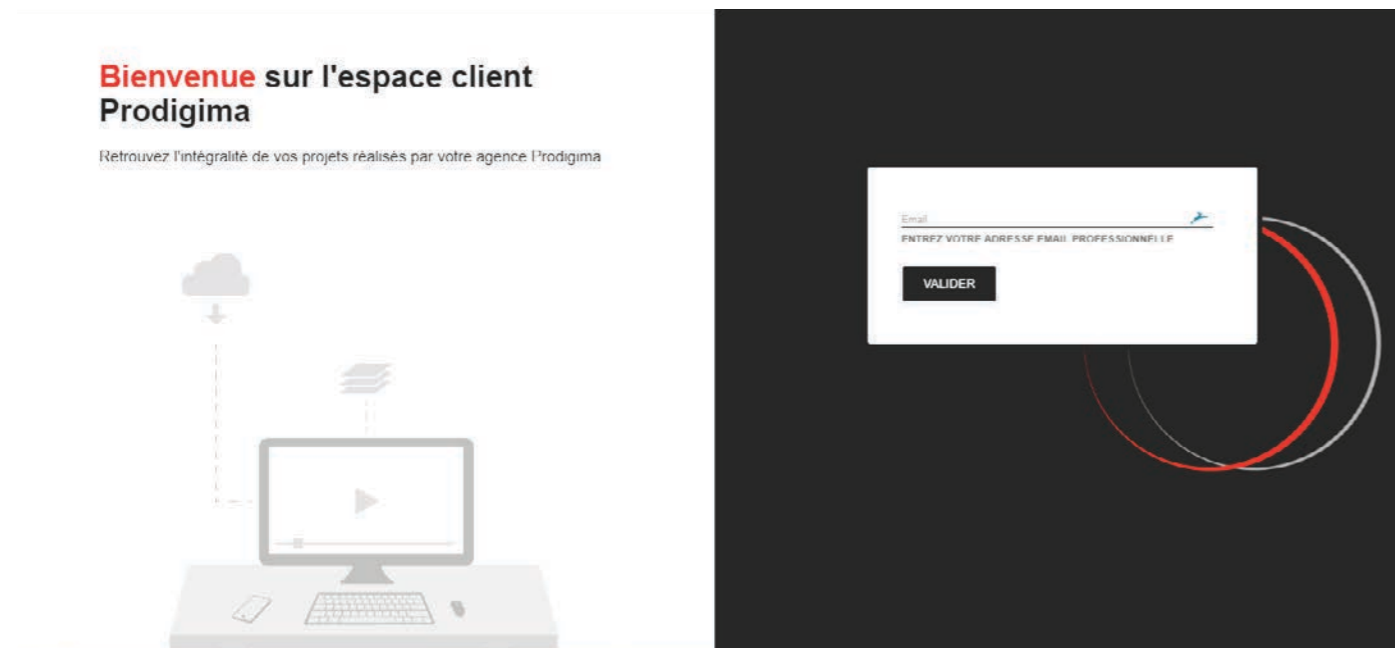 Bienvenue sur l'espace client
Prodigima
Retrouvez l'intégralité de vos projets réalisés par votre agence Prodigima
Email
ENTREZ VOTRE ADRESSE EMAIL PROFESSIONNELLE
VALIDER